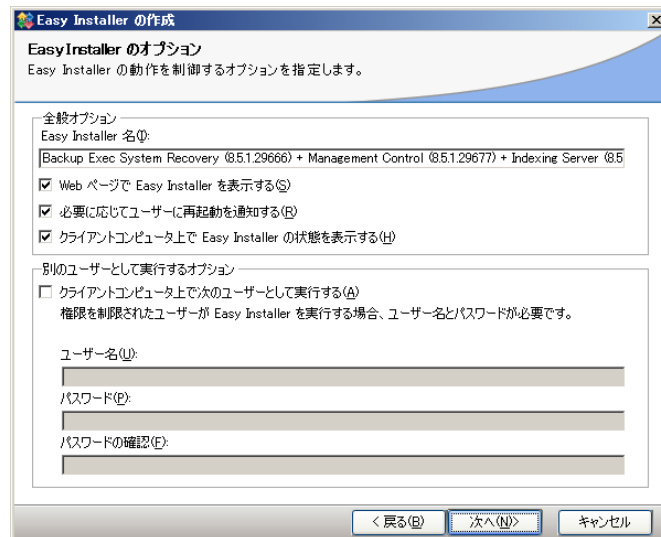 Easy Installer の作成
Easy Installer のオプション
Easy Installer の動作を制御するオプションを指定します。
全般オプション
Easy Installer 名(I):
Backup Exec System Recovery (8.5.1.29666) + Management Control (8.5.1.29677) + Indexing Server (8.5
Web ページで Easy Installer を表示する(S)
必要に応じてユーザーに再起動を通知する(R)
クライアントコンピュータ上で Easy Installer の状態を表示する(H)
別のユーザーとして実行するオプション
クライアントコンピュータ上で次のユーザーとして実行する(A)
権限を制限されたユーザーが Easy Installer を実行する場合、ユーザー名とパスワードが必要です。
ユーザー名(U):
パスワード(P):
パスワードの確認(F):
< 戻る(B)
次へ(N)>
キャンセル